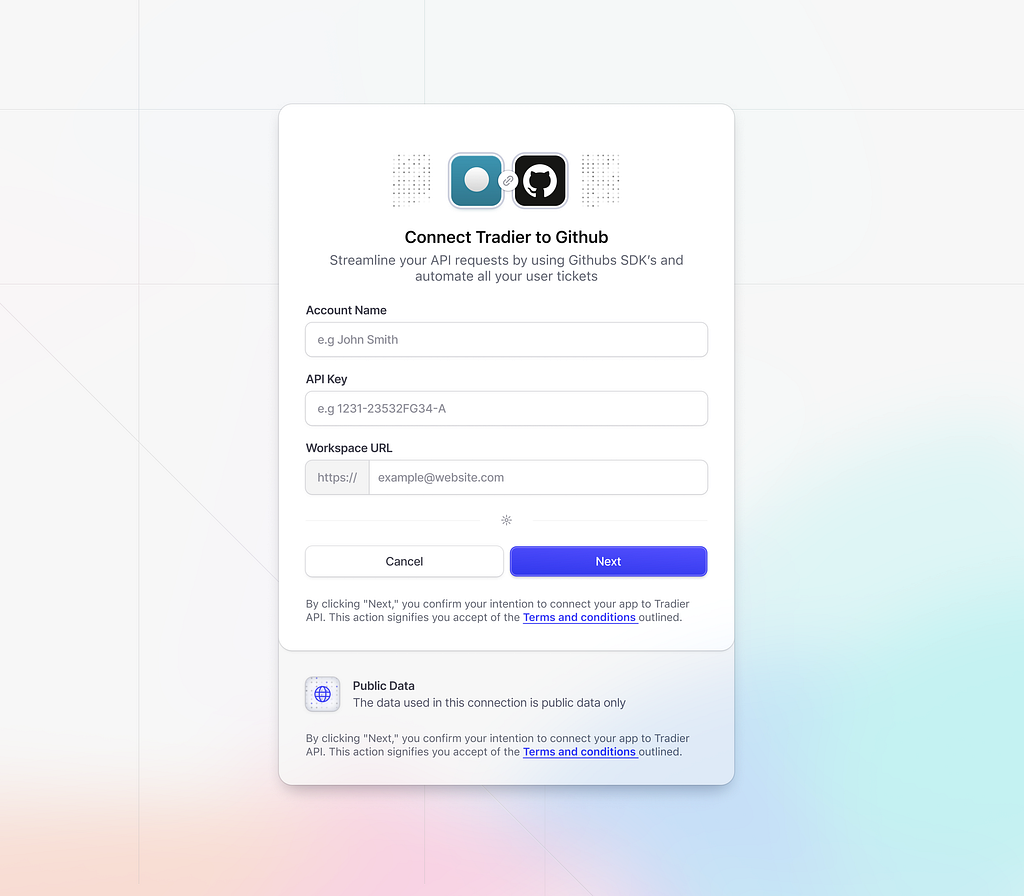 Connect Tradier to Github
Streamline your API requests by using Githubs SDK's and
automate all your user tickets
Account Name
e.g John Smith
API Key
e.g 1231-23532FG34-A
Workspace URL
https:// example@website.com
Cancel Next
By clicking "Next," you confirm your intention to connect your app to Tradier
API. This action signifies you accept of the Terms and conditions outlined.
Public Data
The data used in this connection is public data only
By clicking "Next," you confirm your intention to connect your app to Tradier
API. This action signifies you accept of the Terms and conditions outlined.